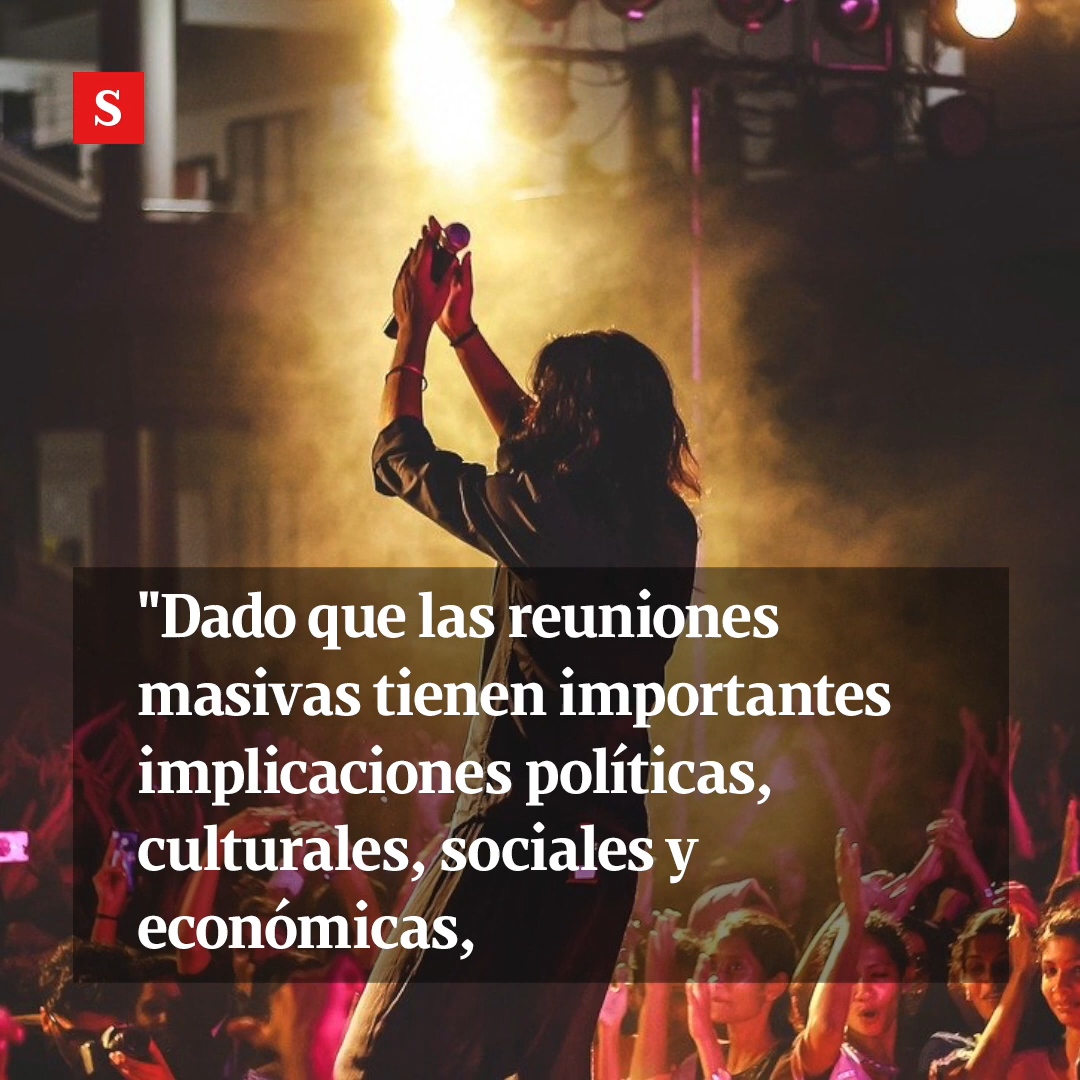 S
"Dado que las reuniones
masivas tienen importantes
implicaciones políticas,
culturales, sociales y
económicas,